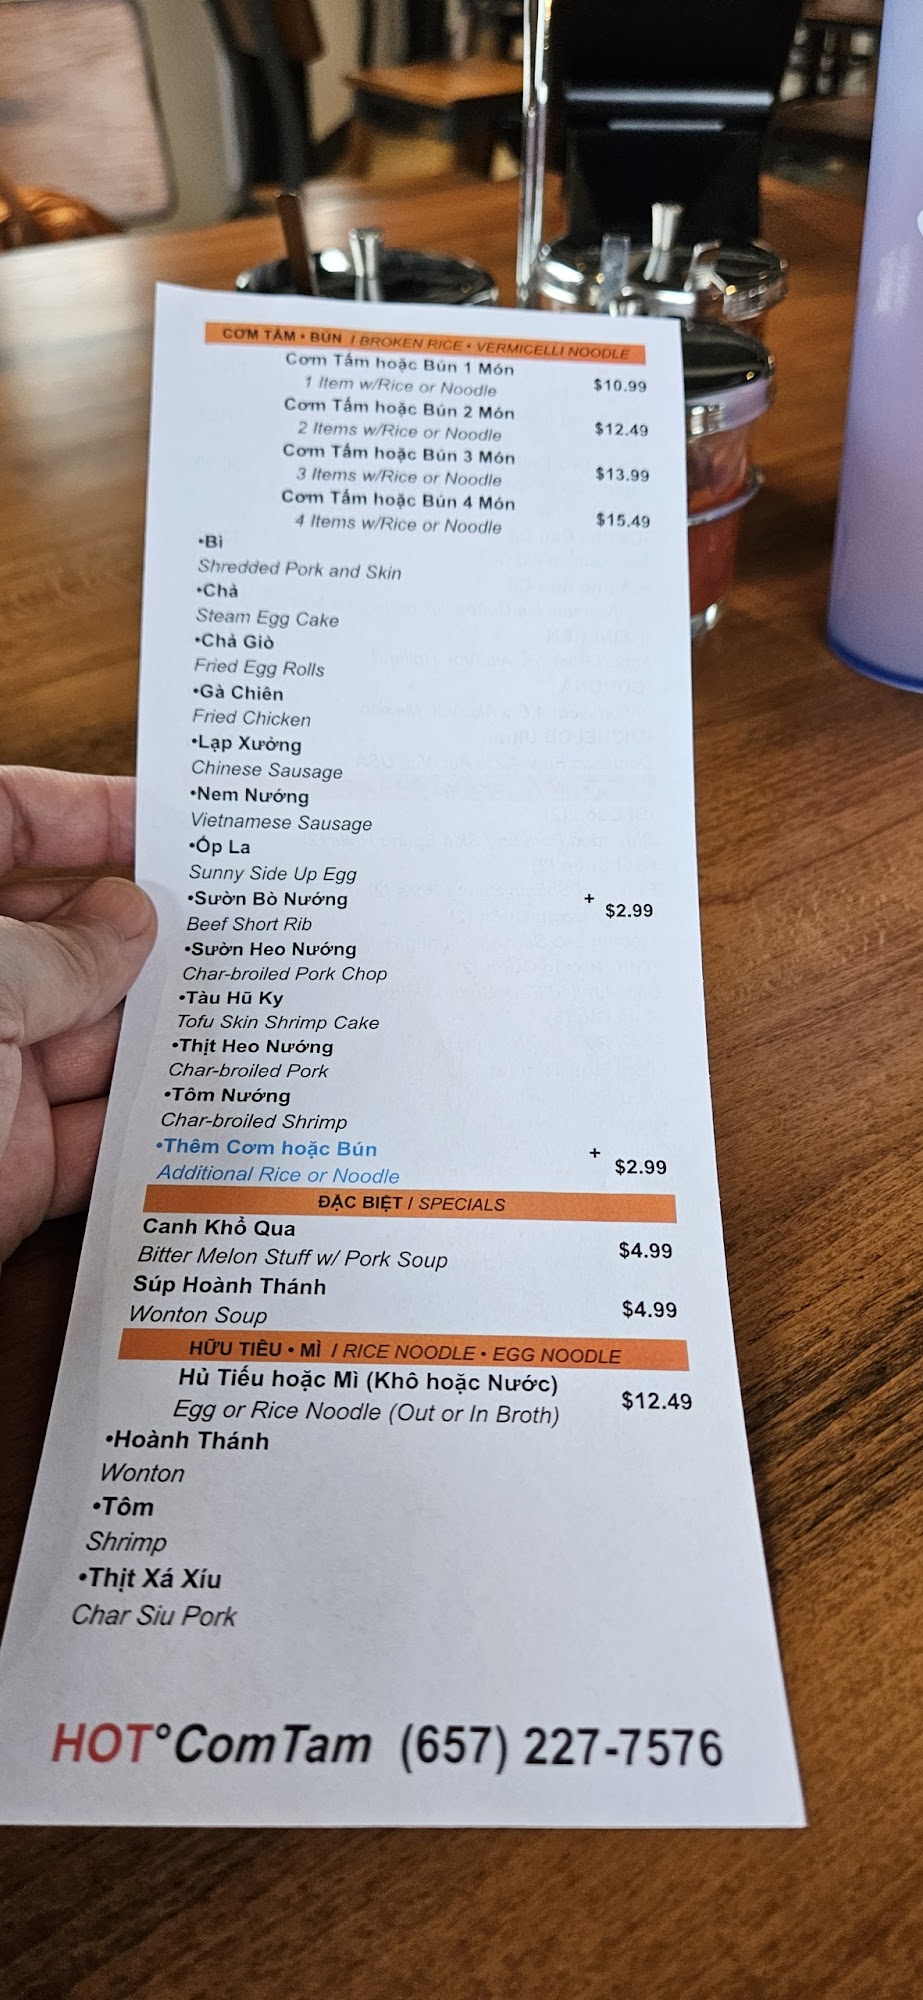 CƠM TẤM • BÚN / BROKEN RICE • VERMICELLI NOODLE
Cơm Tấm hoặc Bún 1 Món
1 Item w/Rice or Noodle $10.99
Cơm Tấm hoặc Bún 2 Món
2 Items w/Rice or Noodle $12.49
Cơm Tấm hoặc Bún 3 Món
3 Items w/Rice or Noodle $13.99
Cơm Tấm hoặc Bún 4 Món
4 Items w/Rice or Noodle $15.49
•Bì
Shredded Pork and Skin
•Chả
Steam Egg Cake
•Chả Giò
Fried Egg Rolls
•Gà Chiên
Fried Chicken
•Lạp Xưởng
Chinese Sausage
•Nem Nướng
Vietnamese Sausage
•Ốp La
Sunny Side Up Egg
•Sườn Bò Nướng + $2.99
Beef Short Rib
•Sườn Heo Nướng
Char-broiled Pork Chop
•Tàu Hũ Ky
Tofu Skin Shrimp Cake
•Thịt Heo Nướng
Char-broiled Pork
•Tôm Nướng
Char-broiled Shrimp
•Thêm Cơm hoặc Bún + $2.99
Additional Rice or Noodle
ĐẶC BIỆT / SPECIALS
Canh Khổ Qua
Bitter Melon Stuff w/ Pork Soup $4.99
Súp Hoành Thánh
Wonton Soup $4.99
HỮU TIÊU • MÌ / RICE NOODLE • EGG NOODLE
Hủ Tiếu hoặc Mì (Khô hoặc Nước)
Egg or Rice Noodle (Out or In Broth) $12.49
•Hoành Thánh
Wonton
•Tôm
Shrimp
•Thịt Xá Xíu
Char Siu Pork
HOT°ComTam (657) 227-7576